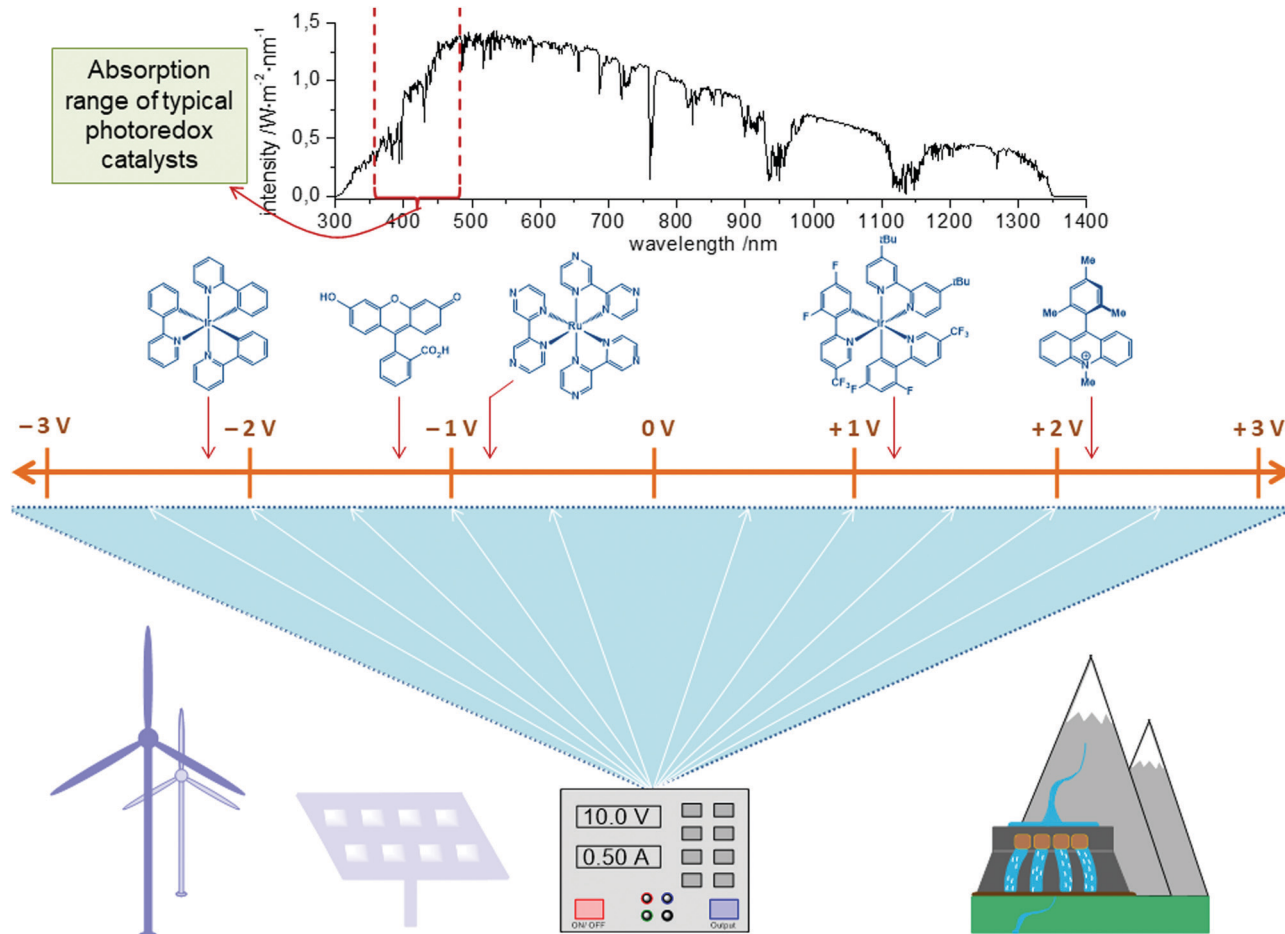 Absorption
range of typical
photoredox
catalysts
intensity /W·m⁻²·nm⁻¹
1,5
1,0
0,5
0,0
300 400 500 600 700 800 900 1000 1100 1200 1300 1400
wavelength /nm
N
N
Ir
N
HO
O
O
CO₂H
N
N
N
N
N
N
N
Ru
N
N
N
N
N
tBu
tBu
F
F
N
N
Ir
N
N
CF₃
CF₃
F
F
Me
Me
Me
N
+
Me
– 3 V – 2 V – 1 V 0 V + 1 V + 2 V + 3 V
10.0 V
0.50 A
ON/ OFF
Output